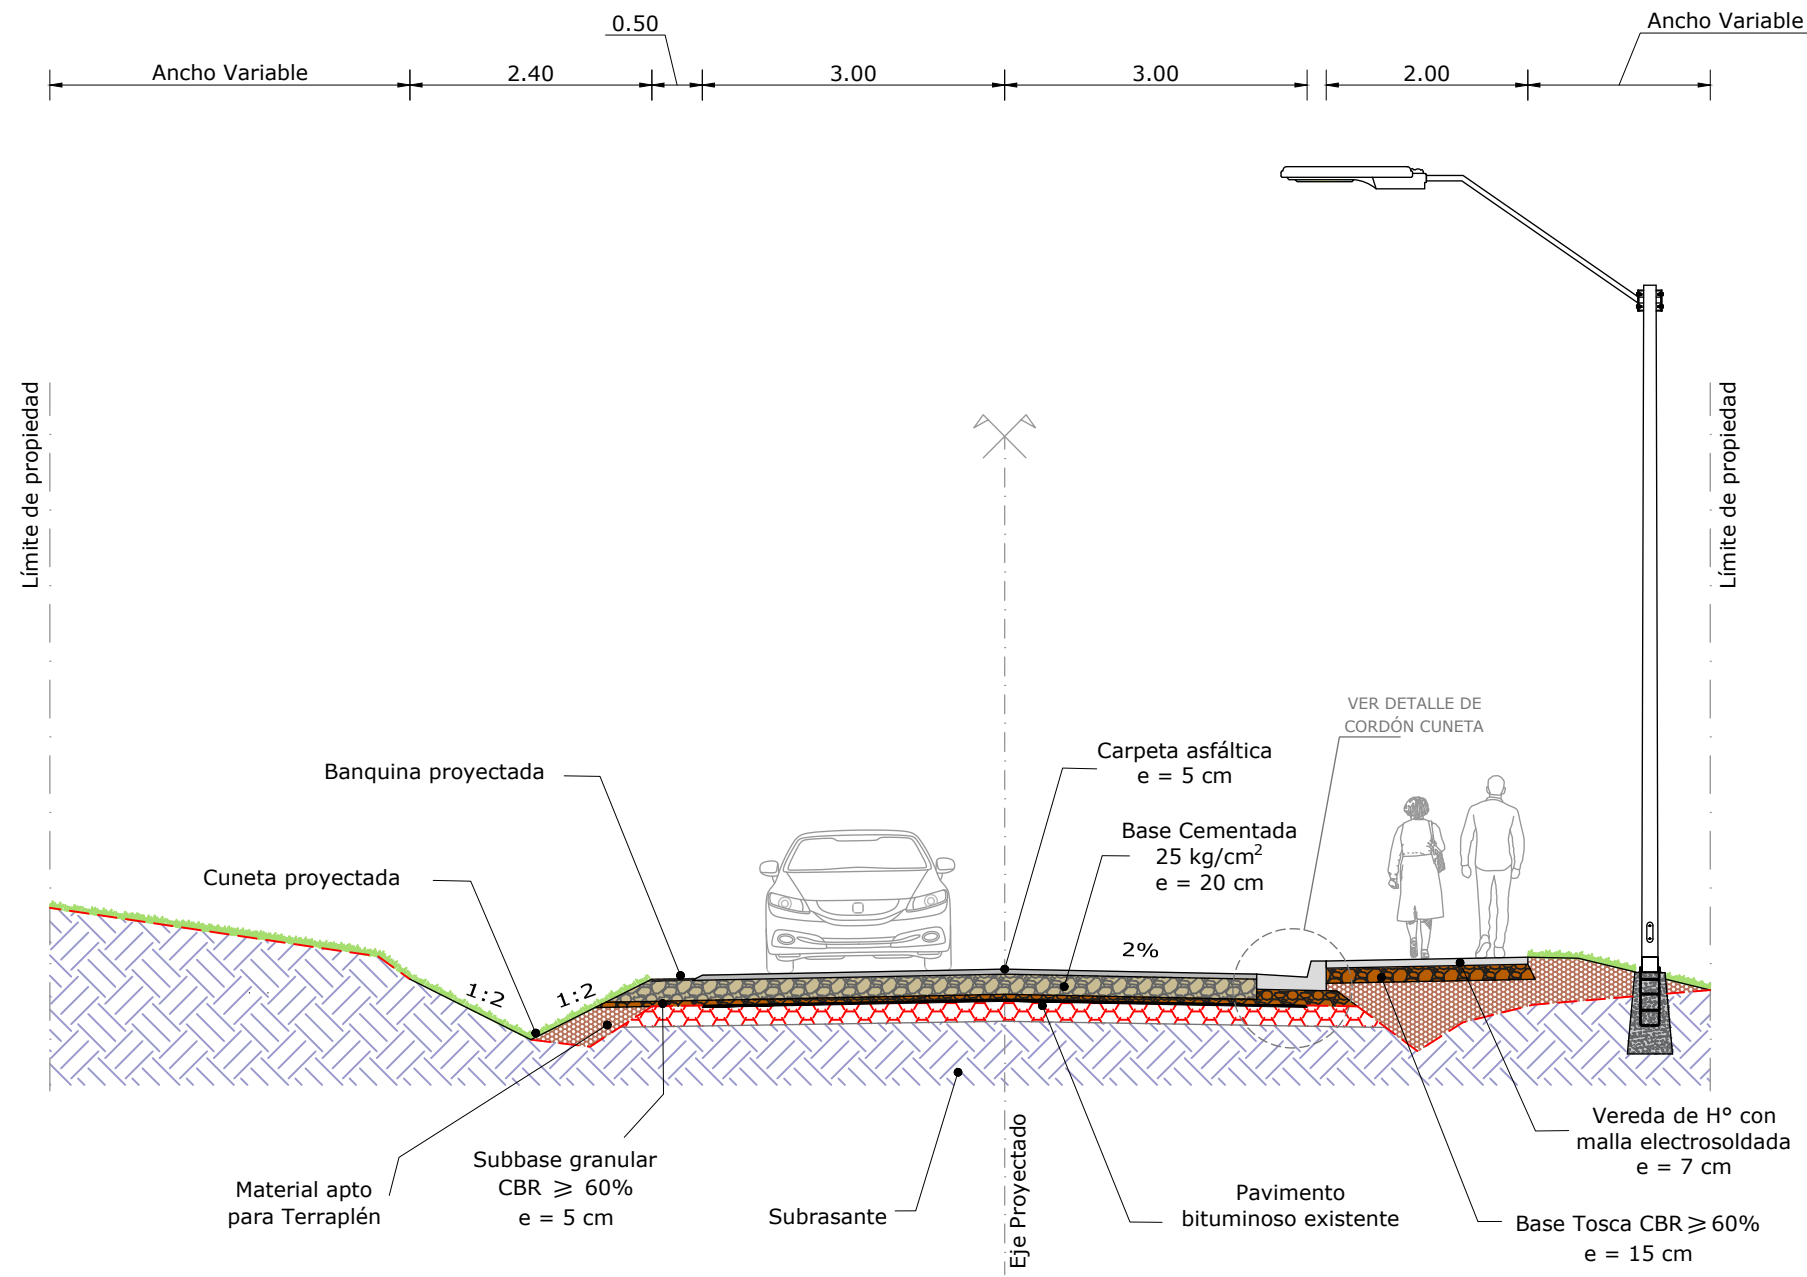 0.50
Ancho Variable
Ancho Variable
2.40
3.00
3.00
2.00
Límite de propiedad
Límite de propiedad
VER DETALLE DE
CORDÓN CUNETA
Carpeta asfáltica
e = 5 cm
Banquina proyectada
Base Cementada
25 kg/cm²
e = 20 cm
Cuneta proyectada
2%
1:2
1:2
Vereda de H° con
malla electrosoldada
e = 7 cm
Subbase granular
CBR ⩾ 60%
e = 5 cm
Material apto
para Terraplén
Subrasante
Eje Proyectado
Pavimento
bituminoso existente
Base Tosca CBR ⩾ 60%
e = 15 cm